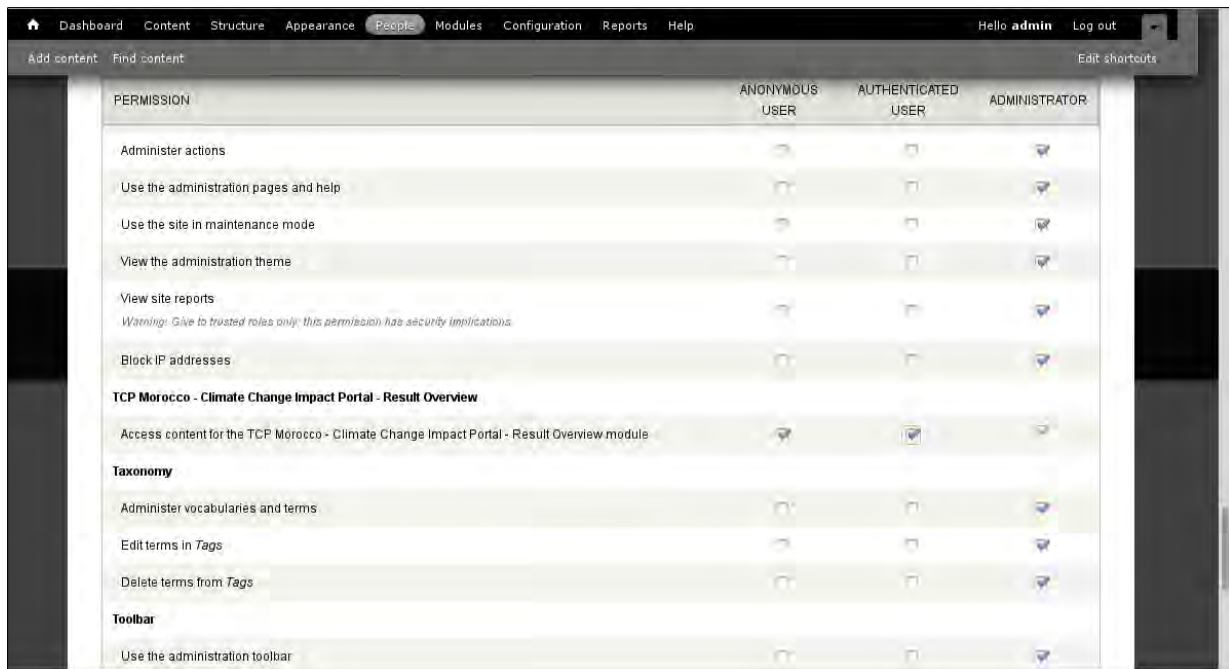 Dashboard Content Structure Appearance People Modules Configuration Reports Help Hello admin Log out
Add content Find content Edit shortcuts
PERMISSION ANONYMOUS USER AUTHENTICATED USER ADMINISTRATOR
Administer actions
Use the administration pages and help
Use the site in maintenance mode
View the administration theme
View site reports
Warning: Give to trusted roles only; this permission has security implications.
Block IP addresses
TCP Morocco - Climate Change Impact Portal - Result Overview
Access content for the TCP Morocco - Climate Change Impact Portal - Result Overview module
Taxonomy
Administer vocabularies and terms
Edit terms in Tags
Delete terms from Tags
Toolbar
Use the administration toolbar